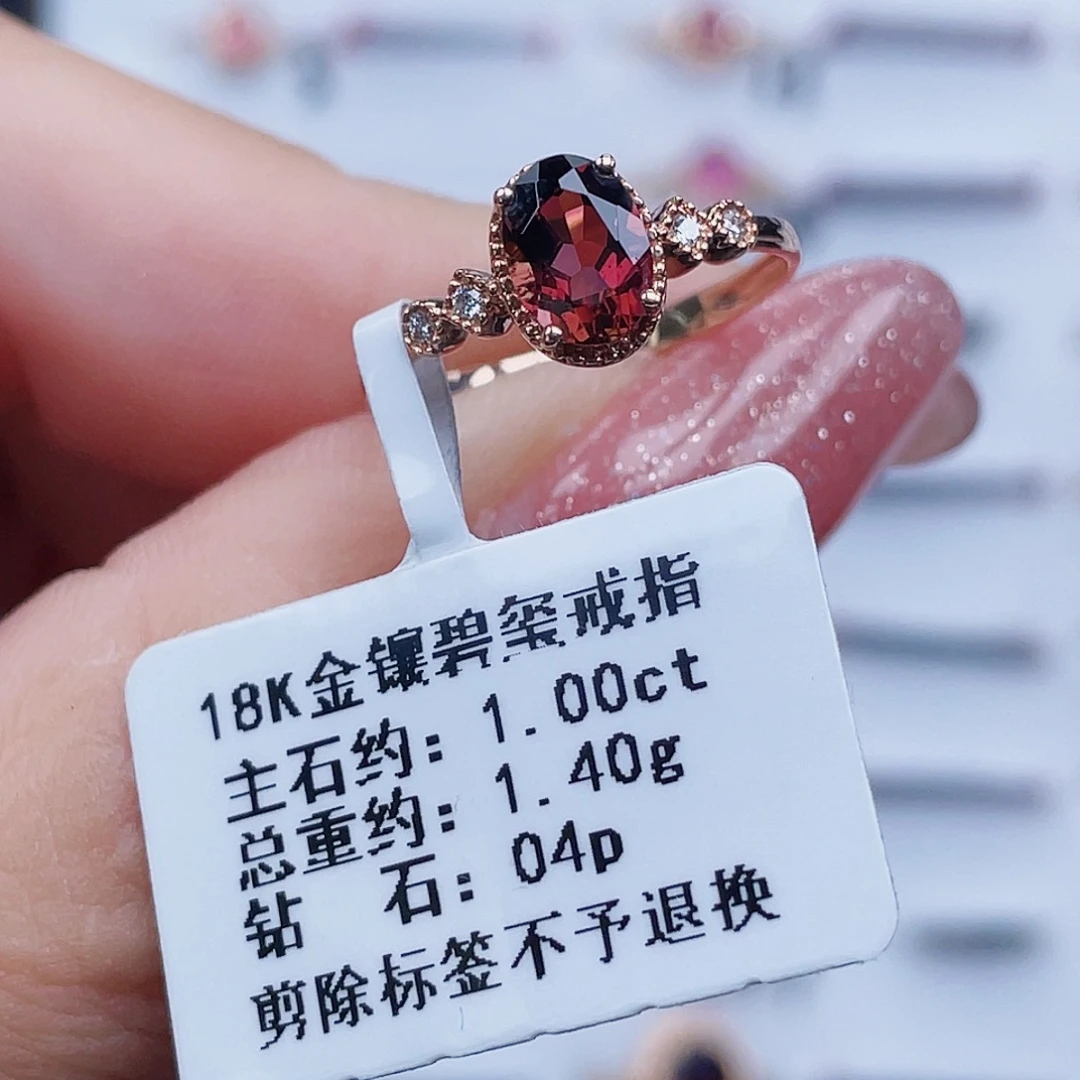 18K金镶碧玺戒指
主石约: 1.00ct
总重约: 1.40g
钻 石: 04p
剪除标签不予退换